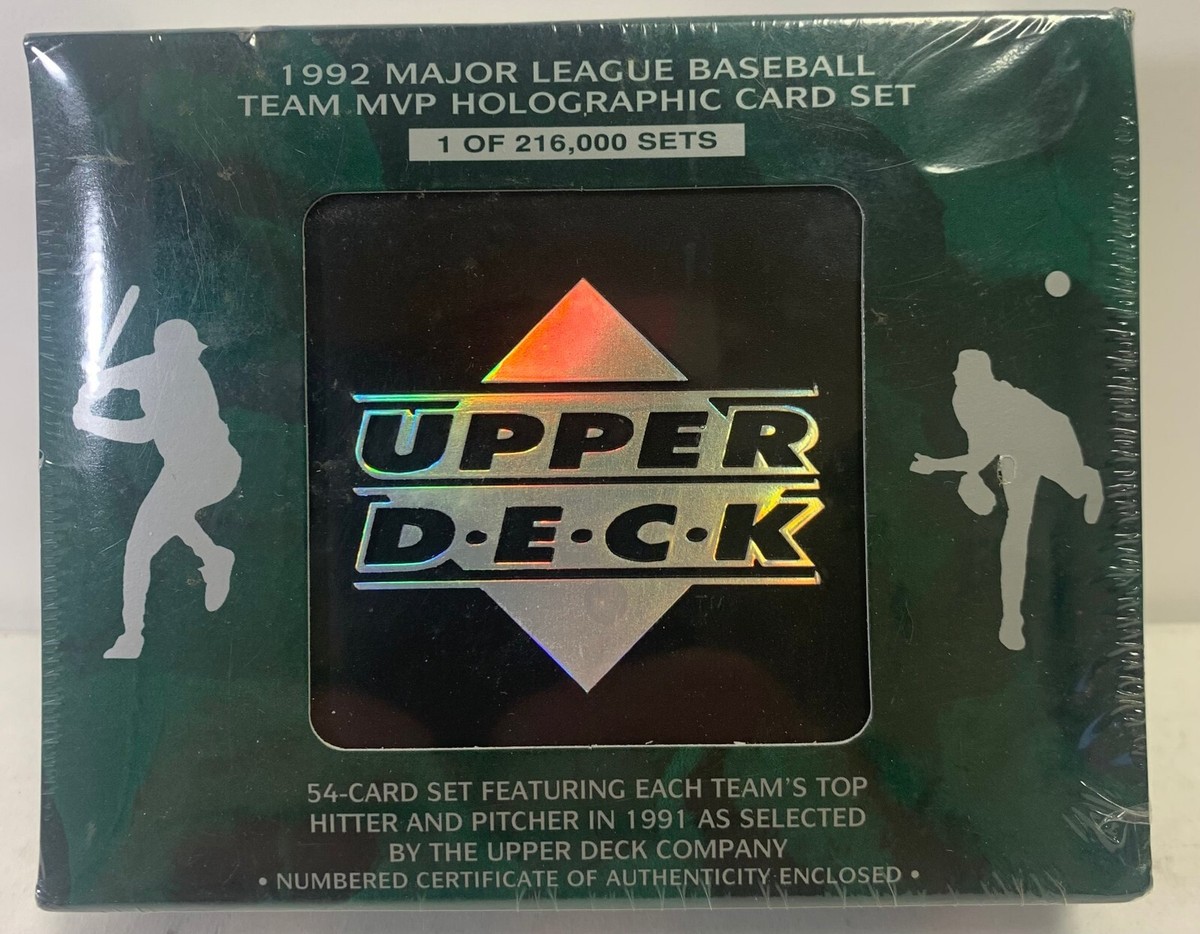 1992 MAJOR LEAGUE BASEBALL
TEAM MVP HOLOGRAPHIC CARD SET
1 OF 216,000 SETS
UPPER
D•E•C•K
TM
54-CARD SET FEATURING EACH TEAM'S TOP
HITTER AND PITCHER IN 1991 AS SELECTED
BY THE UPPER DECK COMPANY
• NUMBERED CERTIFICATE OF AUTHENTICITY ENCLOSED •